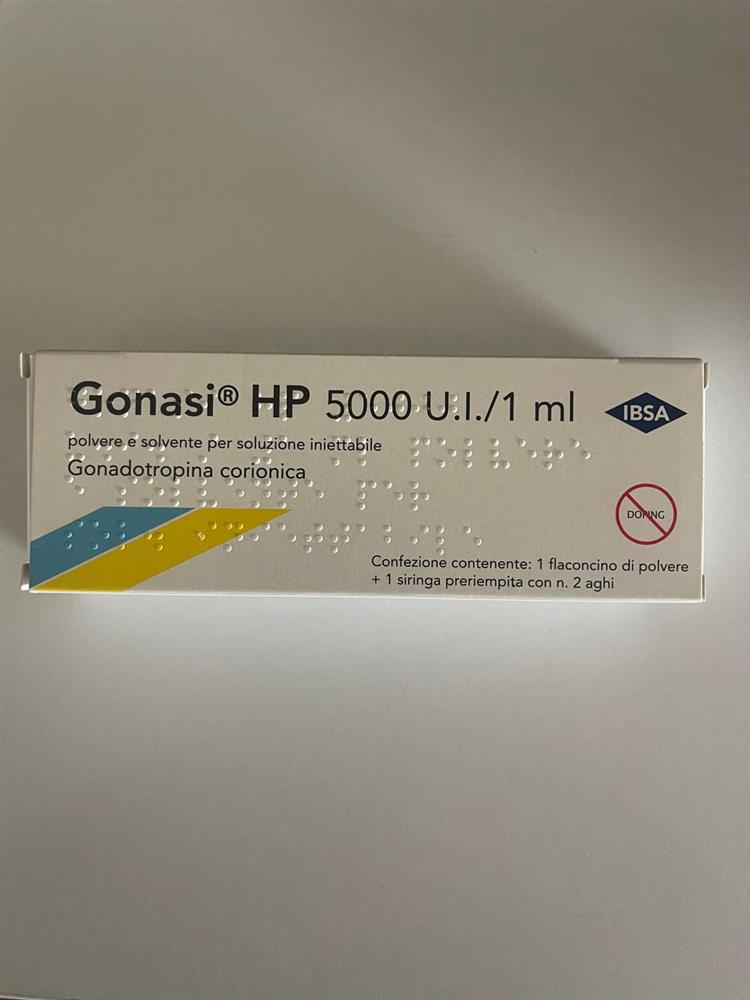 Gonasi® HP 5000 U.I./1 ml
IBSA
polvere e solvente per soluzione iniettabile
Gonadotropina corionica
DOPING
Confezione contenente: 1 flaconcino di polvere
+ 1 siringa preriempita con n. 2 aghi